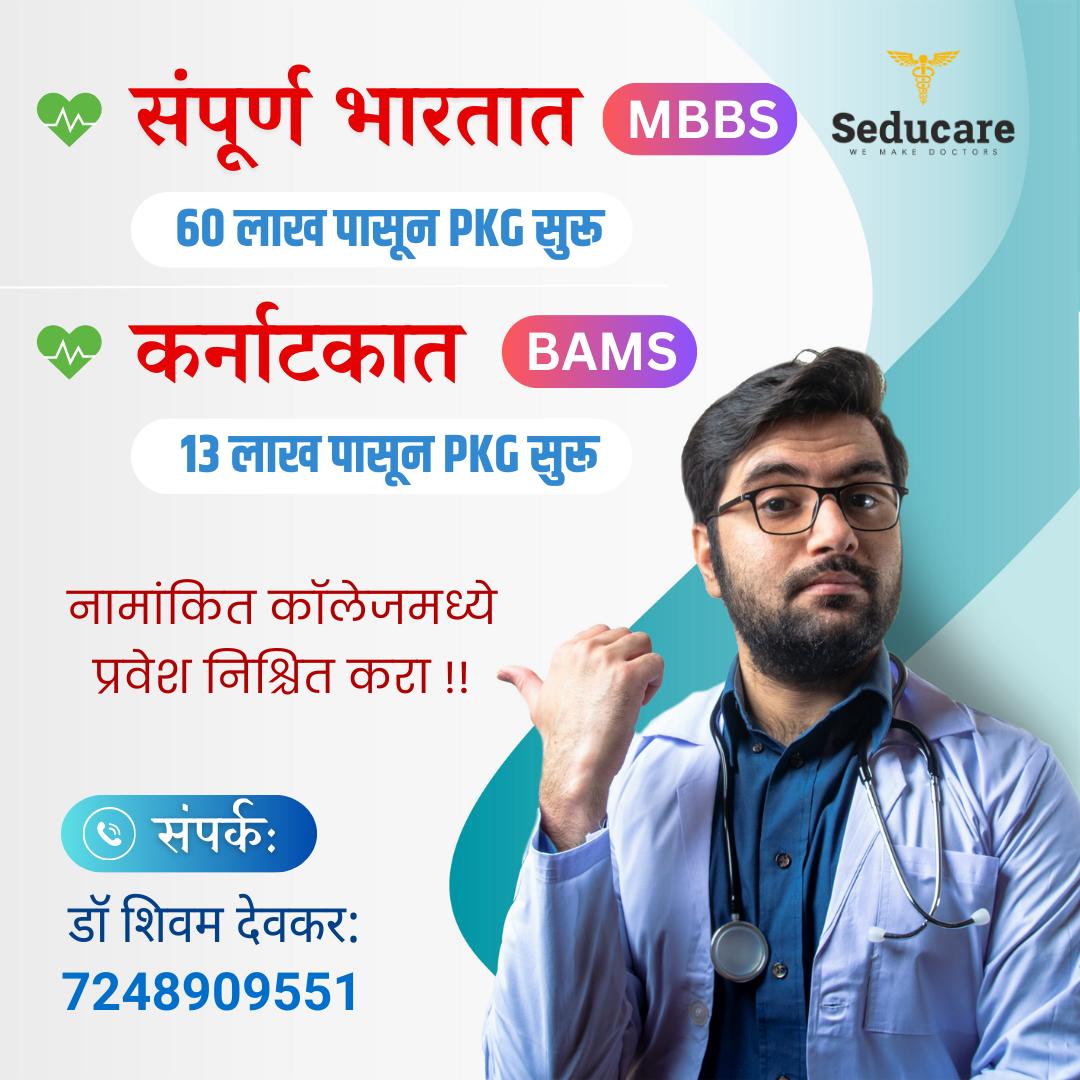 संपूर्ण भारतात MBBS
Seducare
WE MAKE DOCTORS
60 लाख पासून PKG सुरू
कर्नाटकात BAMS
13 लाख पासून PKG सुरू
नामांकित कॉलेजमध्ये
प्रवेश निश्चित करा !!
संपर्क:
डॉ शिवम देवकर:
7248909551